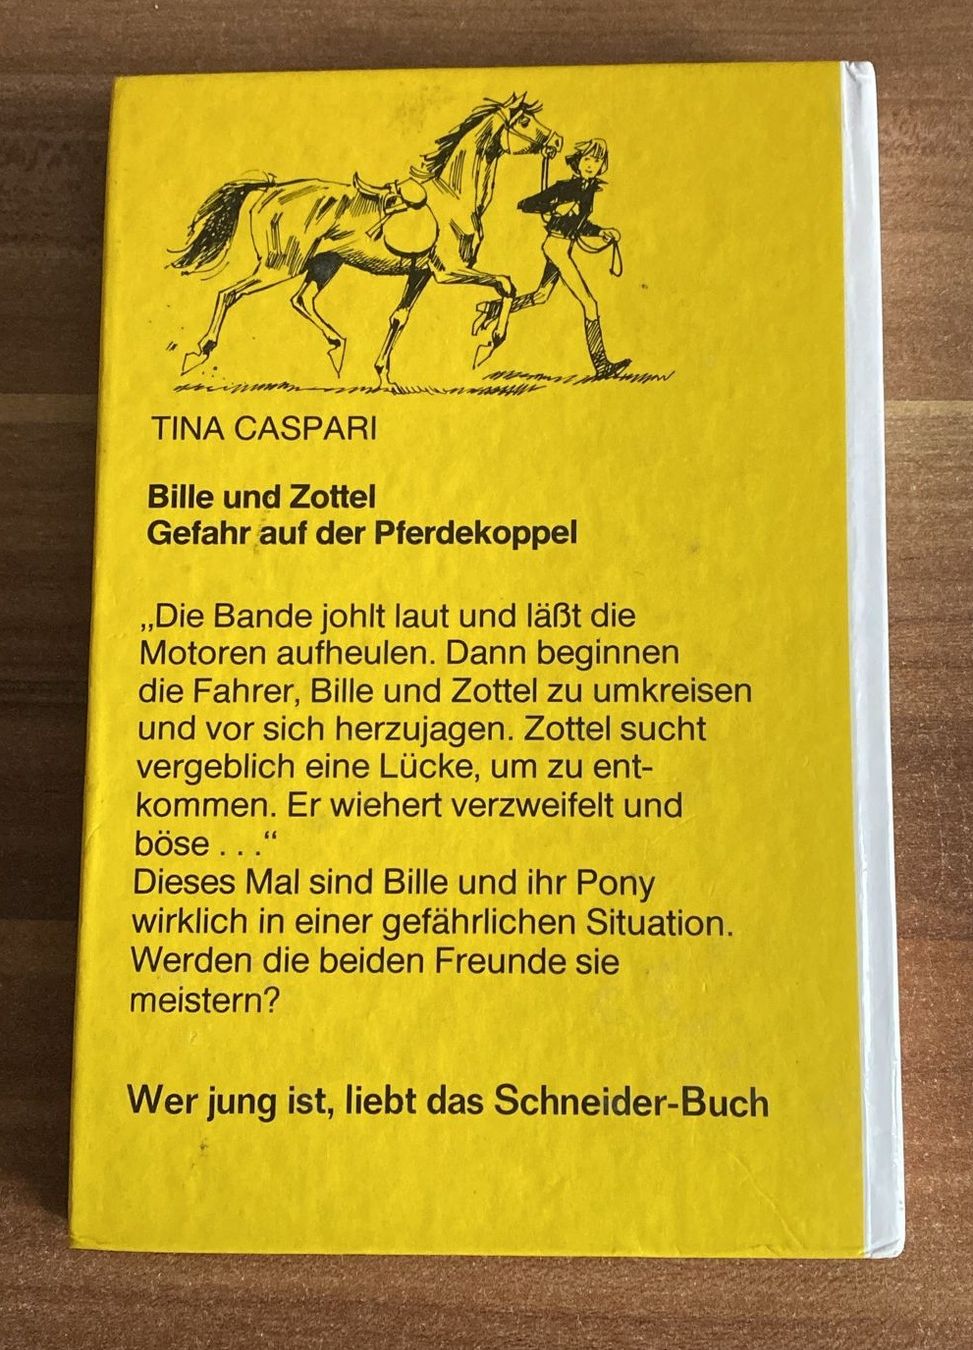 TINA CASPARI
Bille und Zottel
Gefahr auf der Pferdekoppel
„Die Bande johlt laut und läßt die
Motoren aufheulen. Dann beginnen
die Fahrer, Bille und Zottel zu umkreisen
und vor sich herzujagen. Zottel sucht
vergeblich eine Lücke, um zu ent-
kommen. Er wiehert verzweifelt und
böse . . .“
Dieses Mal sind Bille und ihr Pony
wirklich in einer gefährlichen Situation.
Werden die beiden Freunde sie
meistern?
Wer jung ist, liebt das Schneider-Buch